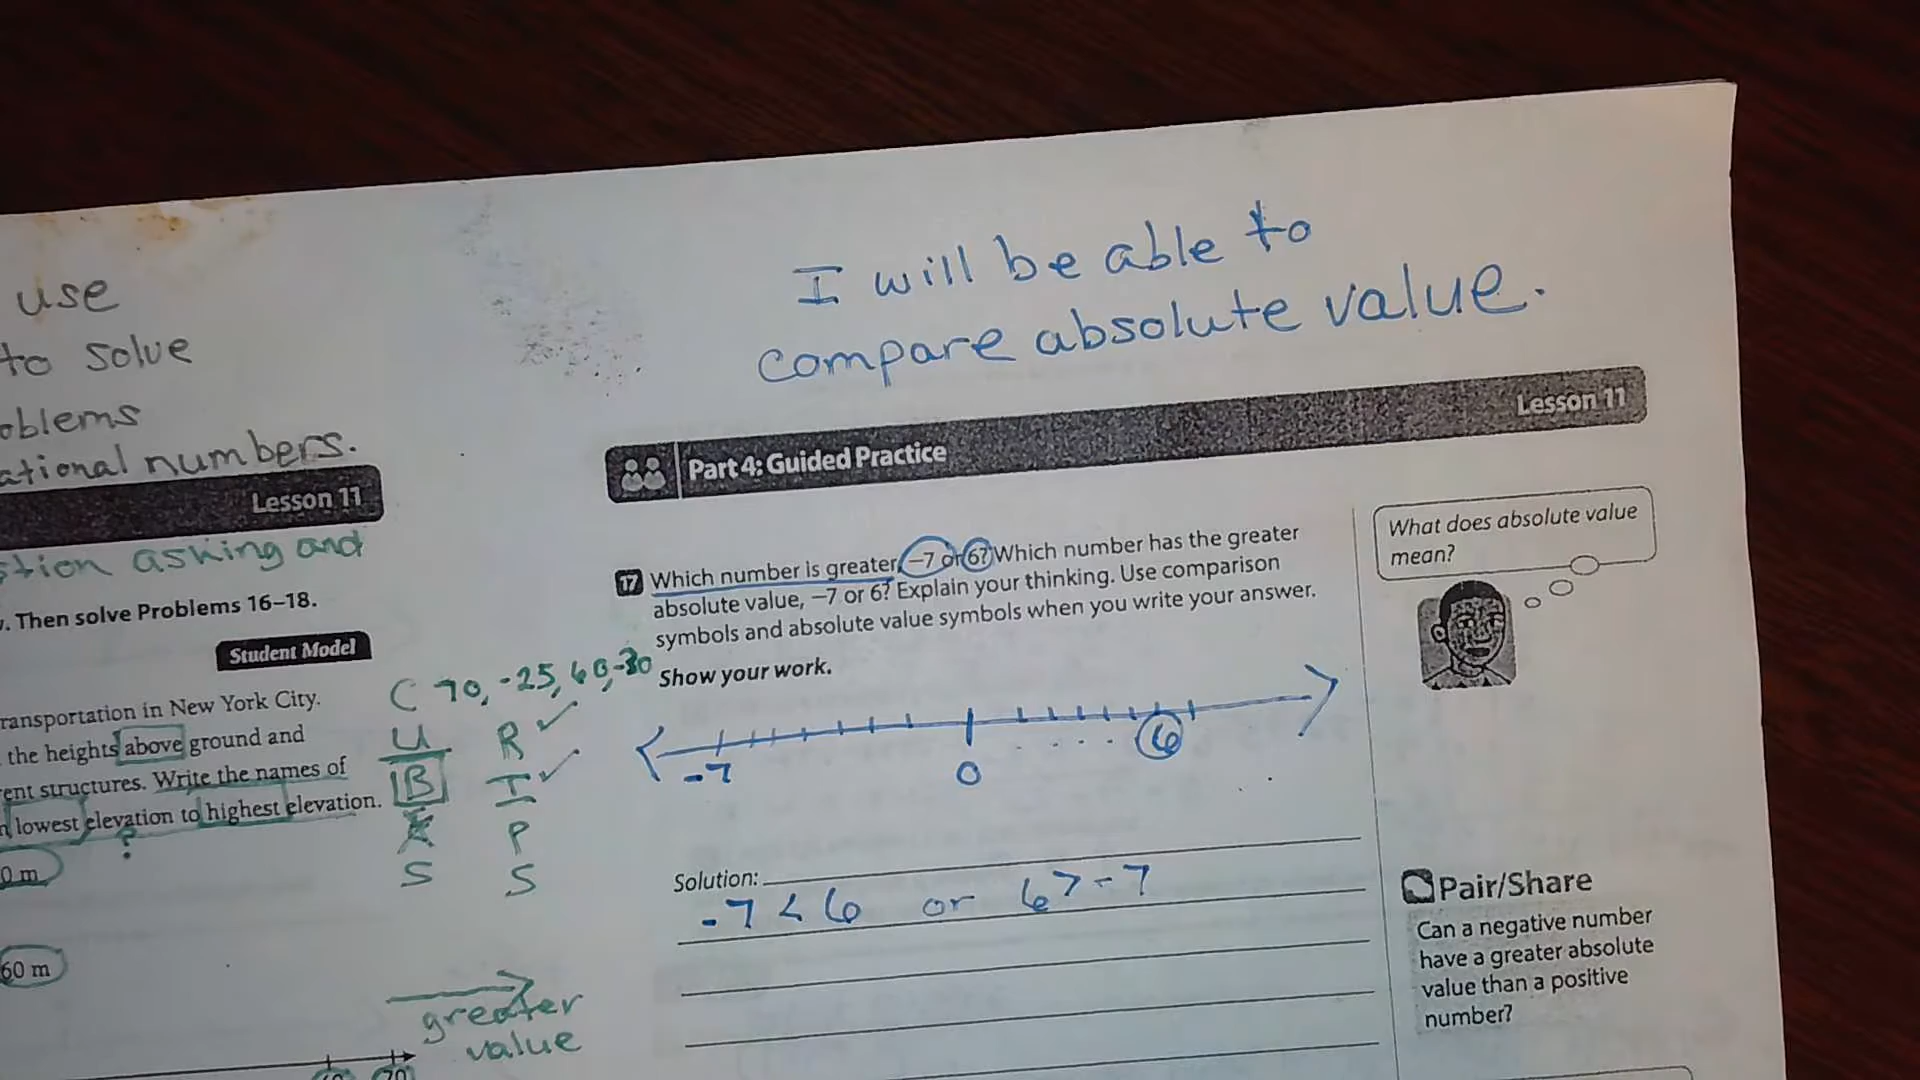 use
to solve
oblems
ational numbers.
Lesson 11
stion asking and
. Then solve Problems 16–18.
Student Model
ransportation in New York City.
the heights above ground and
ent structures. Write the names of
lowest elevation to highest elevation.
?
0 m
60 m
( 70, -25, 60, -30
U R ✓
B I ✓
E P
S S
greater
value
70
I will be able to
compare absolute value.
Part 4: Guided Practice
Lesson 11
17 Which number is greater, –7 or 6? Which number has the greater
absolute value, –7 or 6? Explain your thinking. Use comparison
symbols and absolute value symbols when you write your answer.
Show your work.
-7 0 6
Solution:
-7 < 6 or 6 > -7
What does absolute value
mean?
Pair/Share
Can a negative number
have a greater absolute
value than a positive
number?